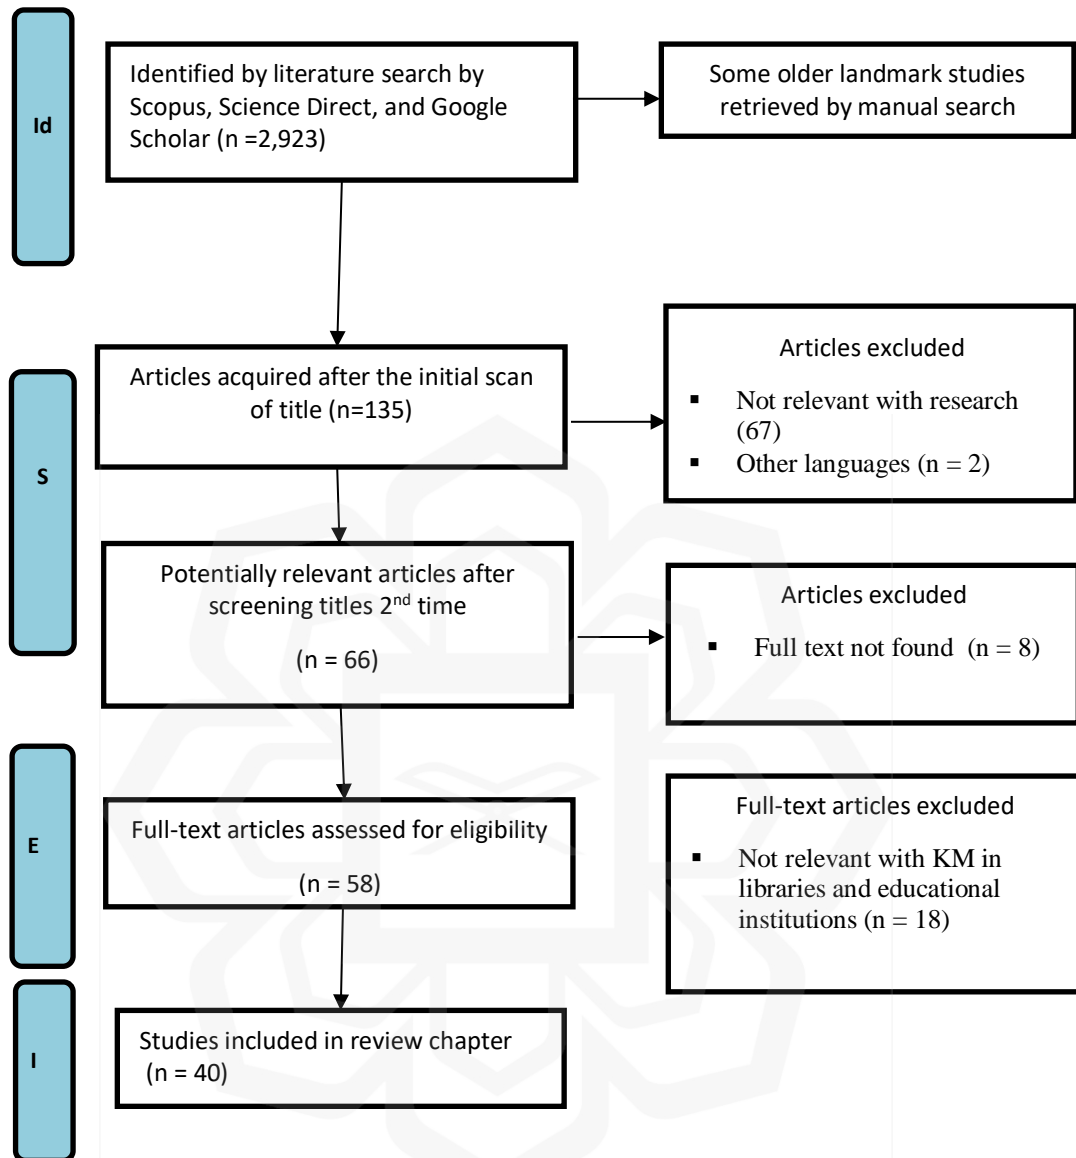 Id
Identified by literature search by
Scopus, Science Direct, and Google
Scholar (n =2,923)
Some older landmark studies
retrieved by manual search
S
Articles acquired after the initial scan
of title (n=135)
Articles excluded
▪ Not relevant with research
(67)
▪ Other languages (n = 2)
Potentially relevant articles after
screening titles 2nd time
(n = 66)
Articles excluded
▪ Full text not found (n = 8)
E
Full-text articles assessed for eligibility
(n = 58)
Full-text articles excluded
▪ Not relevant with KM in
libraries and educational
institutions (n = 18)
I
Studies included in review chapter
(n = 40)